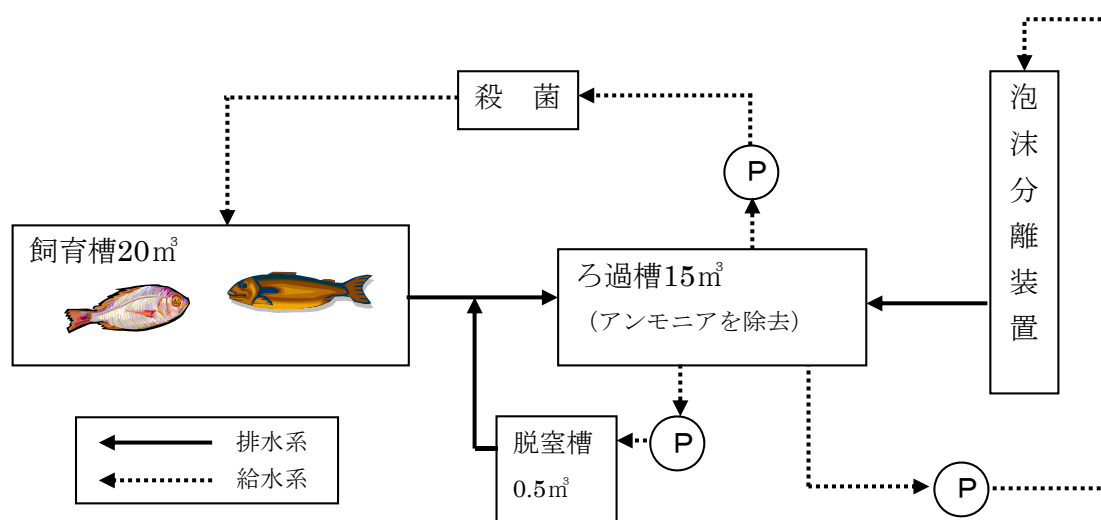 殺　菌
泡沫分離装置
P
飼育槽20㎥
ろ過槽15㎥
（アンモニアを除去）
脱窒槽
0.5㎥
P
P
排水系
給水系